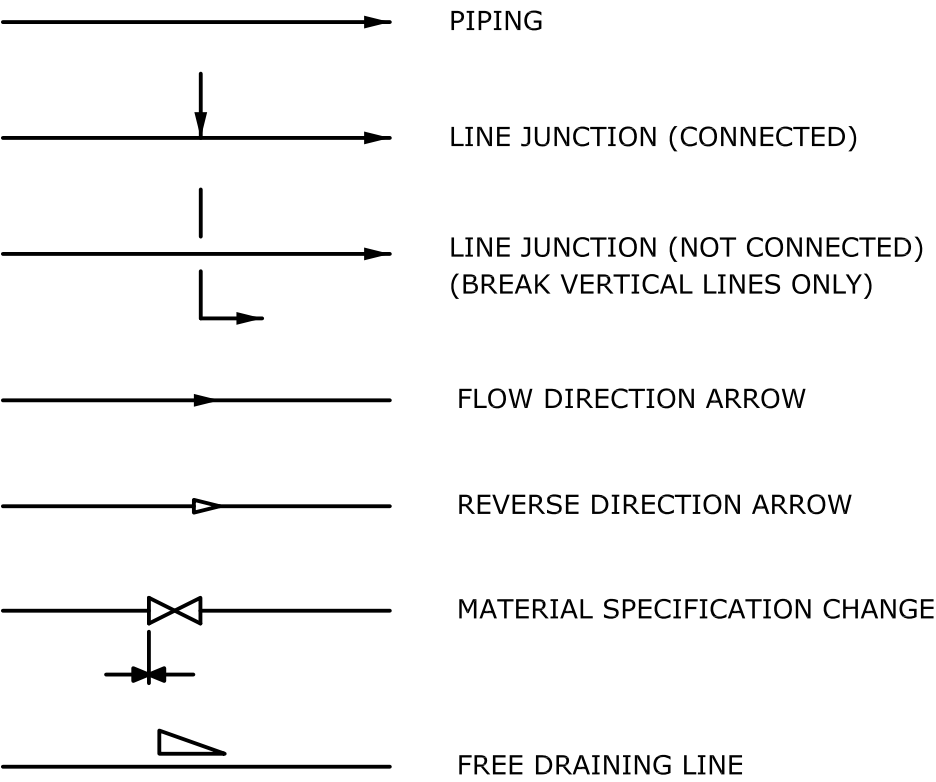 PIPING
LINE JUNCTION (CONNECTED)
LINE JUNCTION (NOT CONNECTED)
(BREAK VERTICAL LINES ONLY)
FLOW DIRECTION ARROW
REVERSE DIRECTION ARROW
MATERIAL SPECIFICATION CHANGE
FREE DRAINING LINE